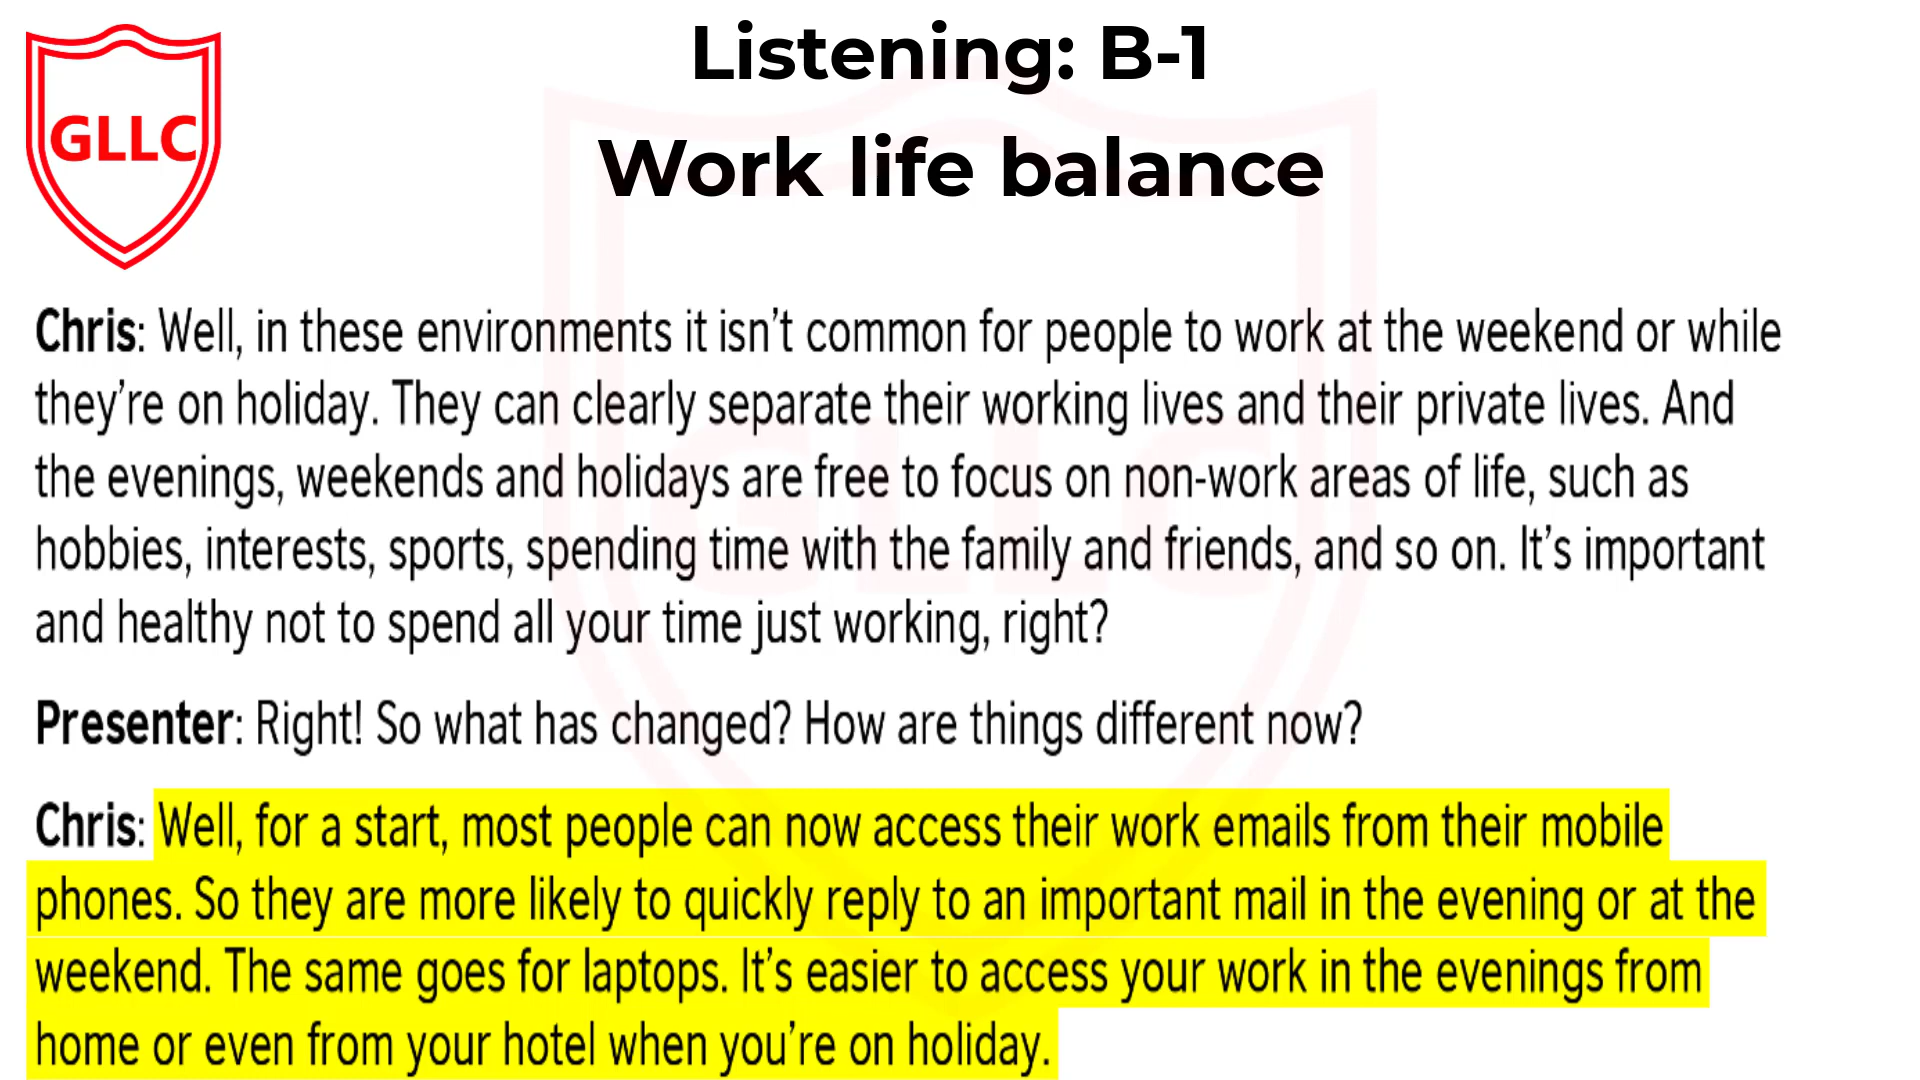 GLLC
Listening: B-1
Work life balance
Chris: Well, in these environments it isn’t common for people to work at the weekend or while
they’re on holiday. They can clearly separate their working lives and their private lives. And
the evenings, weekends and holidays are free to focus on non-work areas of life, such as
hobbies, interests, sports, spending time with the family and friends, and so on. It’s important
and healthy not to spend all your time just working, right?
Presenter: Right! So what has changed? How are things different now?
Chris: Well, for a start, most people can now access their work emails from their mobile
phones. So they are more likely to quickly reply to an important mail in the evening or at the
weekend. The same goes for laptops. It’s easier to access your work in the evenings from
home or even from your hotel when you’re on holiday.